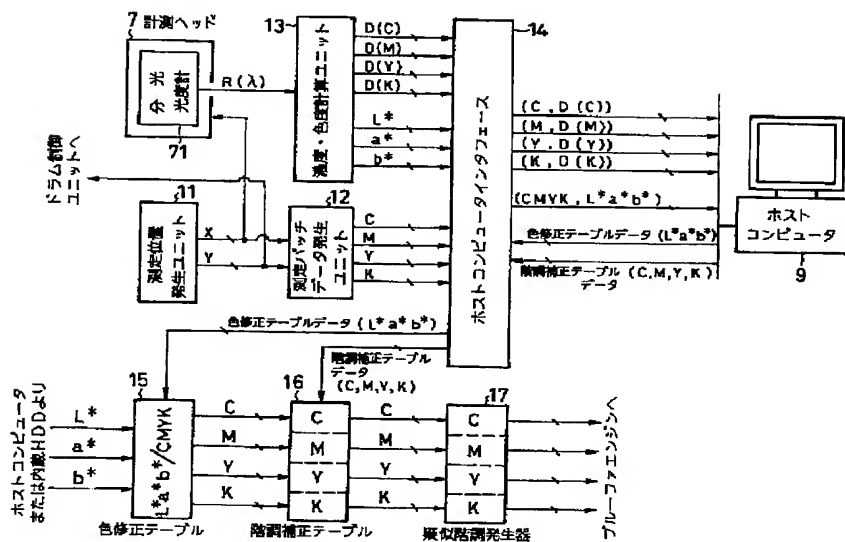 7 計測ヘッド
分光
光度計
71
R(λ)
13
濃度・色度計算ユニット
D(C)
D(M)
D(Y)
D(K)
L*
a*
b*
14
ホストコンピュータインタフェース
(C,D(C))
(M,D(M))
(Y,D(Y))
(K,D(K))
(CMYK,L*a*b*)
色修正テーブルデータ(L*a*b*)
階調補正テーブル
データ
(C,M,Y,K)
ホスト
コンピュータ
9
ドラム制御
ユニットへ
11
測定位置
発生ユニット
X
Y
12
測定パッチ
データ発生
ユニット
C
M
Y
K
色修正テーブルデータ(L*a*b*)
階調補正テーブル
データ
(C,M,Y,K)
ホストコンピュータ
または内蔵HDDより
L*
a*
b*
15
L*a*b*/CMYK
色修正テーブル
C
M
Y
K
16
C
M
Y
K
階調補正テーブル
C
M
Y
K
17
C
M
Y
K
疑似階調発生器
プルーファエンジンへ